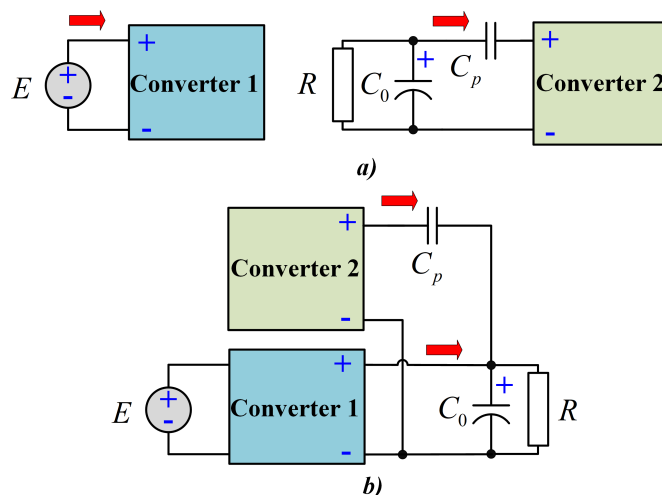 +
E
+
-
Converter 1
-
R
+
C₀
Cₚ
+
Converter 2
-
a)
+
Converter 2
-
Cₚ
E
+
-
+
Converter 1
-
+
C₀
R
b)